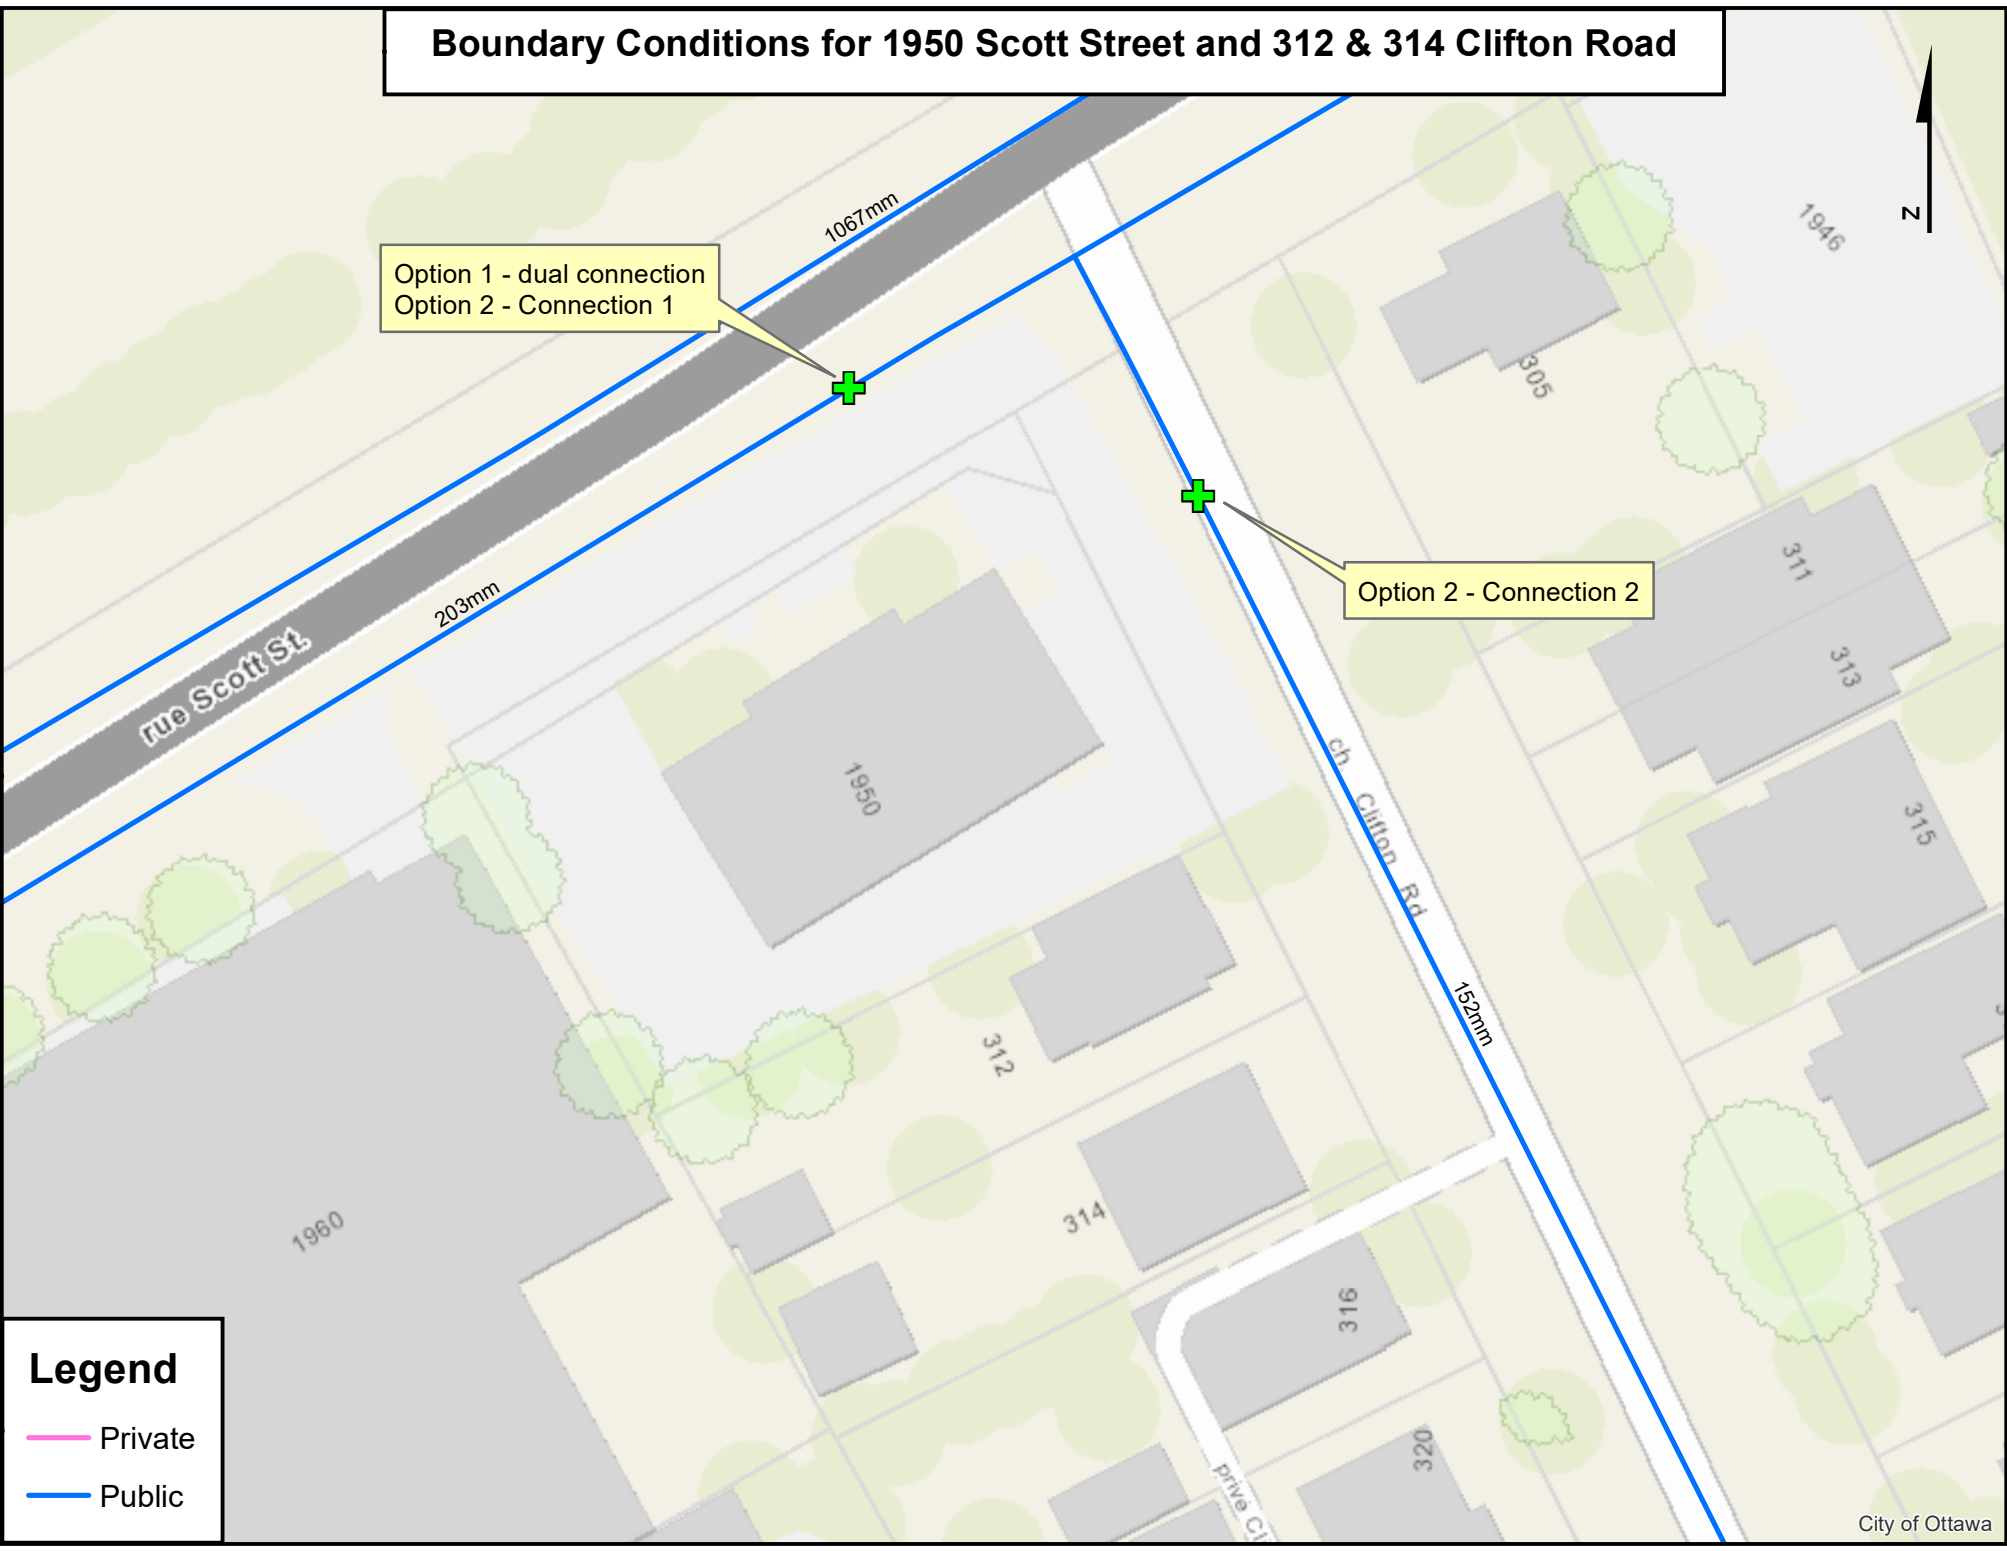 Boundary Conditions for 1950 Scott Street and 312 & 314 Clifton Road
N
1067mm
1946
Option 1 - dual connection
Option 2 - Connection 1
305
Option 2 - Connection 2
311
203mm
rue Scott St.
313
1950
ch Clifton Rd
315
152mm
312
314
1960
316
320
privé
Legend
Private
Public
City of Ottawa